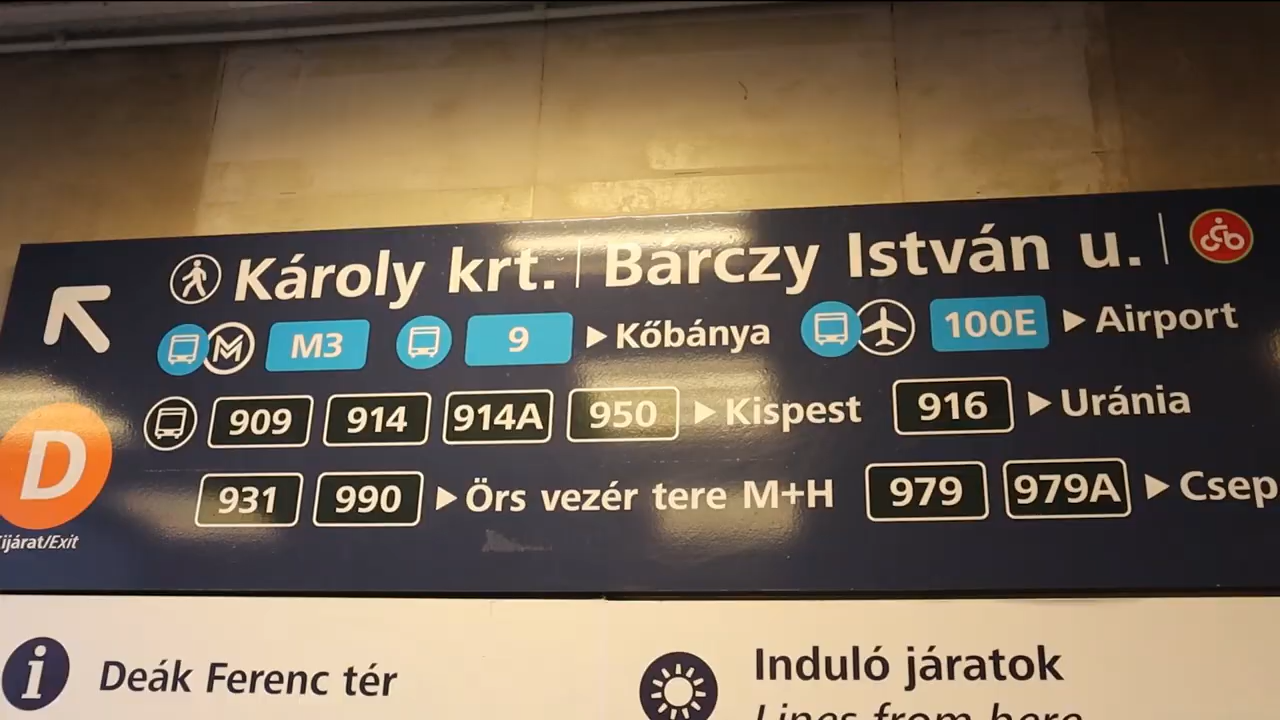 Károly krt. | Bárczy István u. |
M M3 9 Kőbánya 100E Airport
909 914 914A 950 Kispest 916 Uránia
D 931 990 Örs vezér tere M+H 979 979A Csep
ijárat/Exit
i Deák Ferenc tér
Induló járatok
Lines from here